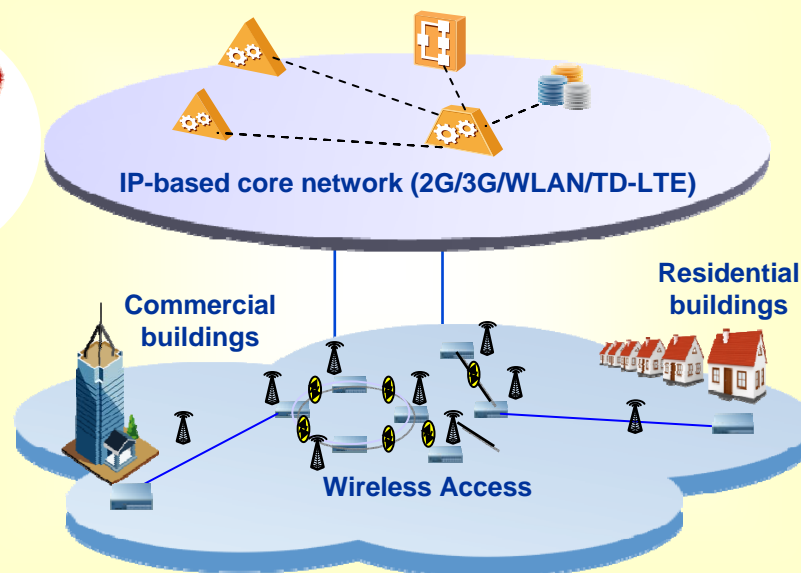 IP-based core network (2G/3G/WLAN/TD-LTE)
Commercial
buildings
Residential
buildings
Wireless Access